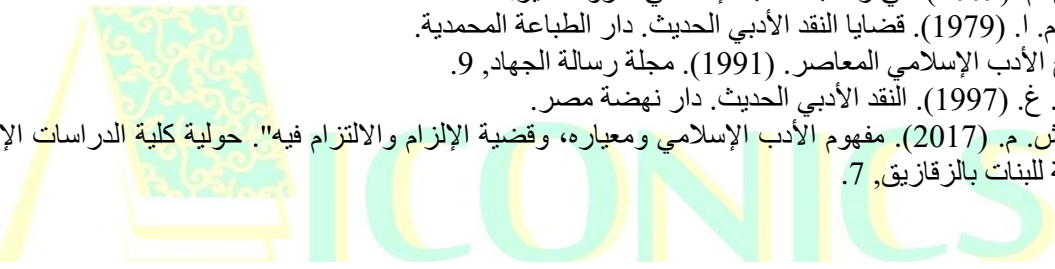 م. ا. (1979). قضايا النقد الأدبي الحديث. دار الطباعة المحمدية.
الأدب الإسلامي المعاصر. (1991). مجلة رسالة الجهاد, 9.
غ. (1997). النقد الأدبي الحديث. دار نهضة مصر.
ش. م. (2017). مفهوم الأدب الإسلامي ومعياره، وقضية الإلزام والالتزام فيه". حولية كلية الدراسات الإ
للبنات بالزقازيق, 7.
ICONICS